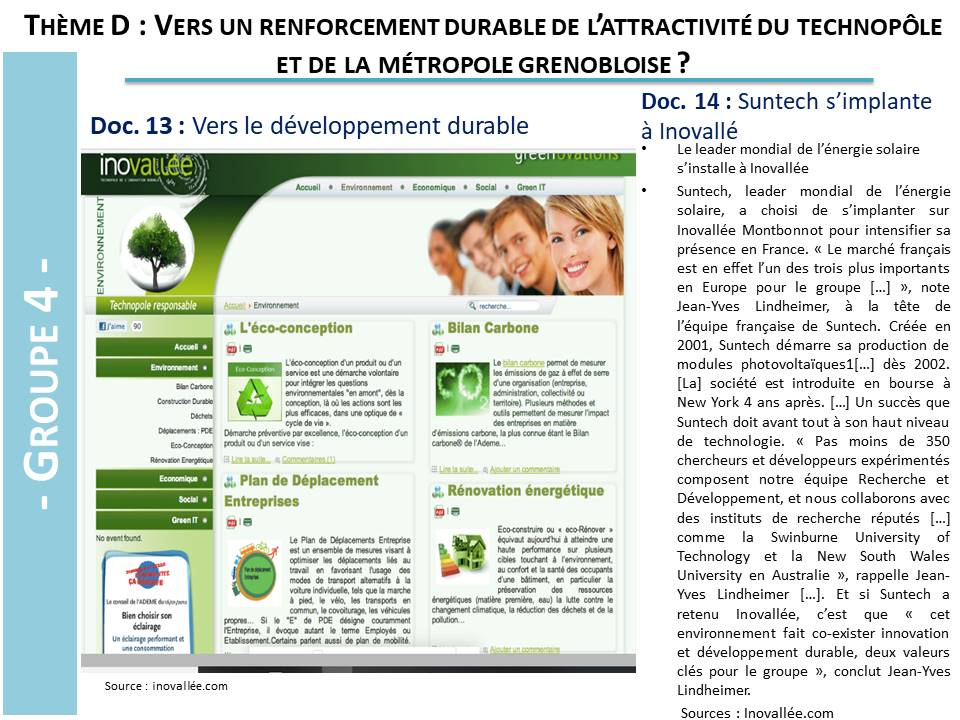 THÈME D : VERS UN RENFORCEMENT DURABLE DE L'ATTRACTIVITÉ DU TECHNOPÔLE
ET DE LA MÉTROPOLE GRENOBLOISE ?
- GROUPE 4 -
Doc. 13 : Vers le développement durable
inovallée
TECHNOPOLE DE L'INNOVATION DURABLE
greenovations
Accueil • Environnement • Economique • Social • Green IT
ENVIRONNEMENT
Technopole responsable
Accueil Environnement
recherche...
J'aime 90
Accueil
Environnement
Bilan Carbone
Construction Durable
Déchets
Déplacements : PDE
Eco-Conception
Rénovation Energétique
Economique
Social
Green IT
No event found.
ÇA
Le conseil de l'ADEME
Bien choisir son
éclairage
Un éclairage performant et
une consommation
L'éco-conception
Eco-Conception
L'éco-conception d'un produit ou d'un
service est une démarche volontaire
pour intégrer les questions
environnementales "en amont", dès la
conception, là où les actions sont les
plus efficaces, dans une optique de «
cycle de vie ».
Démarche préventive par excellence, l'éco-conception d'un
produit ou d'un service vise :
Lire la suite... Commentaires (1)
Bilan Carbone
CO2
Le bilan carbone permet de mesurer
les émissions de gaz à effet de serre
d'une organisation (entreprise,
administration, collectivité ou
territoire). Plusieurs méthodes et
outils permettent de mesurer l'impact
des entreprises en matière
d'émissions carbone, la plus connue étant le Bilan
carbone® de l'Ademe...
Lire la suite... Ajouter un commentaire
Plan de Déplacement
Entreprises
Plan de déplacement
Entreprise
Le Plan de Déplacements Entreprise
est un ensemble de mesures visant à
optimiser les déplacements liés au
travail en favorisant l'usage des
modes de transport alternatifs à la
voiture individuelle, tels que la marche
à pied, le vélo, les transports en
commun, le covoiturage, les véhicules
propres... Si le "E" de PDE désigne couramment
l'Entreprise, il évoque autant le terme Employés ou
Etablissement.Certains parlent aussi de plan de mobilité.
Rénovation énergétique
Eco-construire ou « eco-Rénover »
équivaut aujourd'hui à atteindre une
haute performance sur plusieurs
cibles touchant à l'environnement,
au confort et la santé des occupants
d'une bâtiment, en particulier la
préservation des ressources
énergétiques (matière première, eau) la lutte contre le
changement climatique, la réduction des déchets et de la
pollution...
Lire la suite... Ajouter un commentaire
Source : inovallée.com
Doc. 14 : Suntech s'implante
à Inovallé
• Le leader mondial de l'énergie solaire
s'installe à Inovallée
• Suntech, leader mondial de l'énergie
solaire, a choisi de s'implanter sur
Inovallée Montbonnot pour intensifier sa
présence en France. « Le marché français
est en effet l'un des trois plus importants
en Europe pour le groupe […] », note
Jean-Yves Lindheimer, à la tête de
l'équipe française de Suntech. Créée en
2001, Suntech démarre sa production de
modules photovoltaïques1[…] dès 2002.
[La] société est introduite en bourse à
New York 4 ans après. […] Un succès que
Suntech doit avant tout à son haut niveau
de technologie. « Pas moins de 350
chercheurs et développeurs expérimentés
composent notre équipe Recherche et
Développement, et nous collaborons avec
des instituts de recherche réputés […]
comme la Swinburne University of
Technology et la New South Wales
University en Australie », rappelle Jean-
Yves Lindheimer […]. Et si Suntech a
retenu Inovallée, c'est que « cet
environnement fait co-exister innovation
et développement durable, deux valeurs
clés pour le groupe », conclut Jean-Yves
Lindheimer.
Sources : Inovallée.com